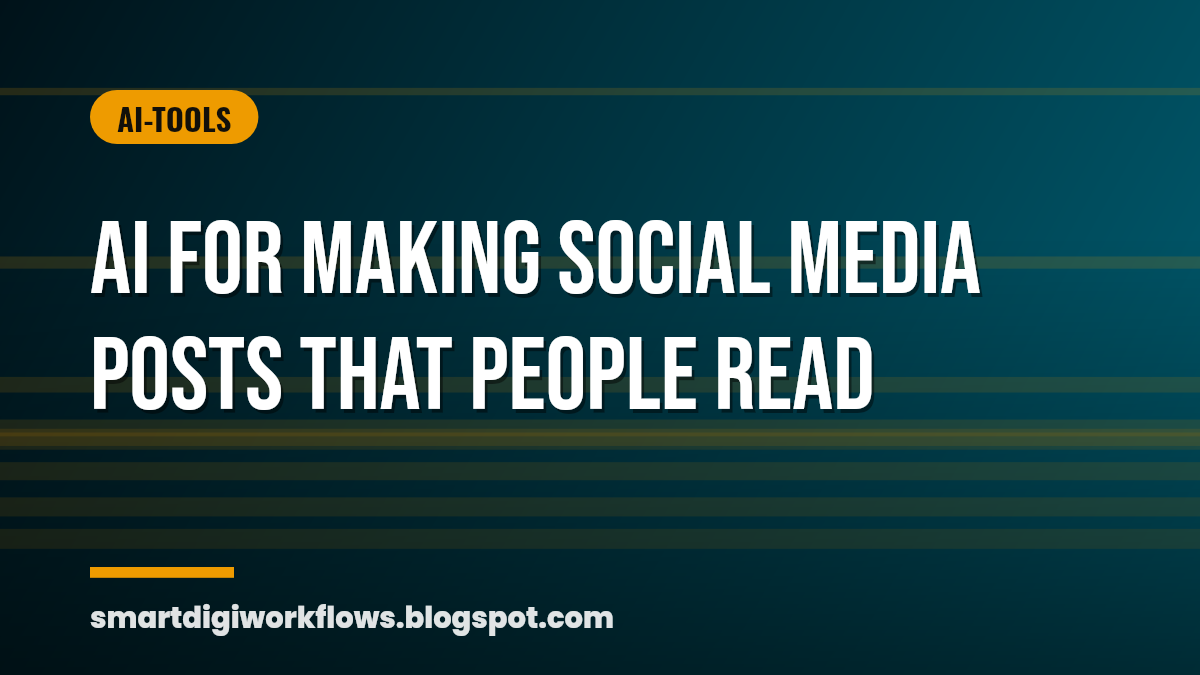 AI-TOOLS
AI FOR MAKING SOCIAL MEDIA
POSTS THAT PEOPLE READ
smartdigiworkflows.blogspot.com